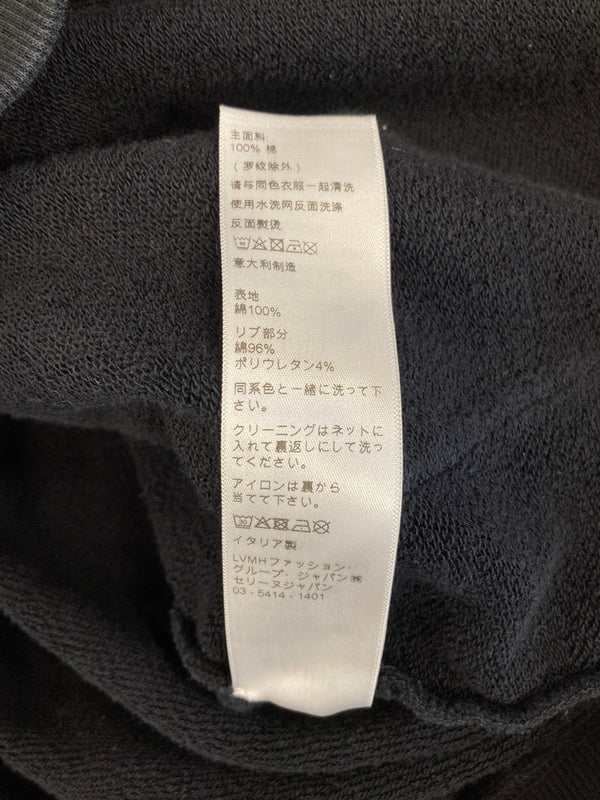 主面料:
100% 棉
(罗纹除外)
请与同色衣服一起清洗
使用水洗网反面洗涤
反面熨烫
30
意大利制造
表地
綿100%
リブ部分
綿96%
ポリウレタン4%
同系色と一緒に洗って下
さい。
クリーニングはネットに
入れて裏返しにして洗っ
てください。
アイロンは裏から
当てて下さい。
30
イタリア製
LVMHファッション・
グループ・ジャパン㈱
セリーヌジャパン
03-5414-1401